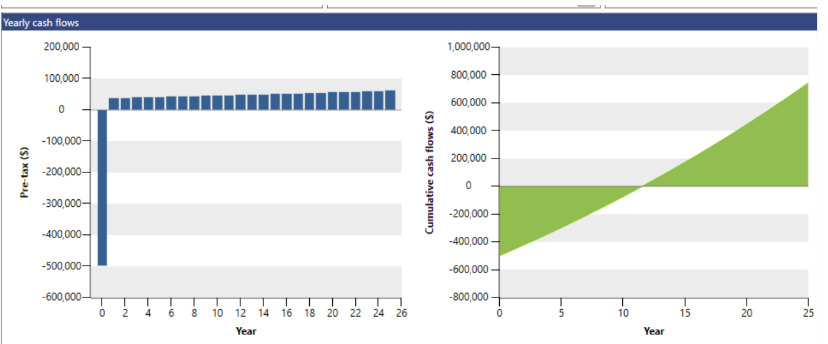 Yearly cash flows
200,000
100,000
0
-100,000
-200,000
-300,000
-400,000
-500,000
-600,000
Pre-tax ($)
0 2 4 6 8 10 12 14 16 18 20 22 24 26
Year
1,000,000
800,000
600,000
400,000
200,000
0
-200,000
-400,000
-600,000
-800,000
Cumulative cash flows ($)
0 5 10 15 20 25
Year